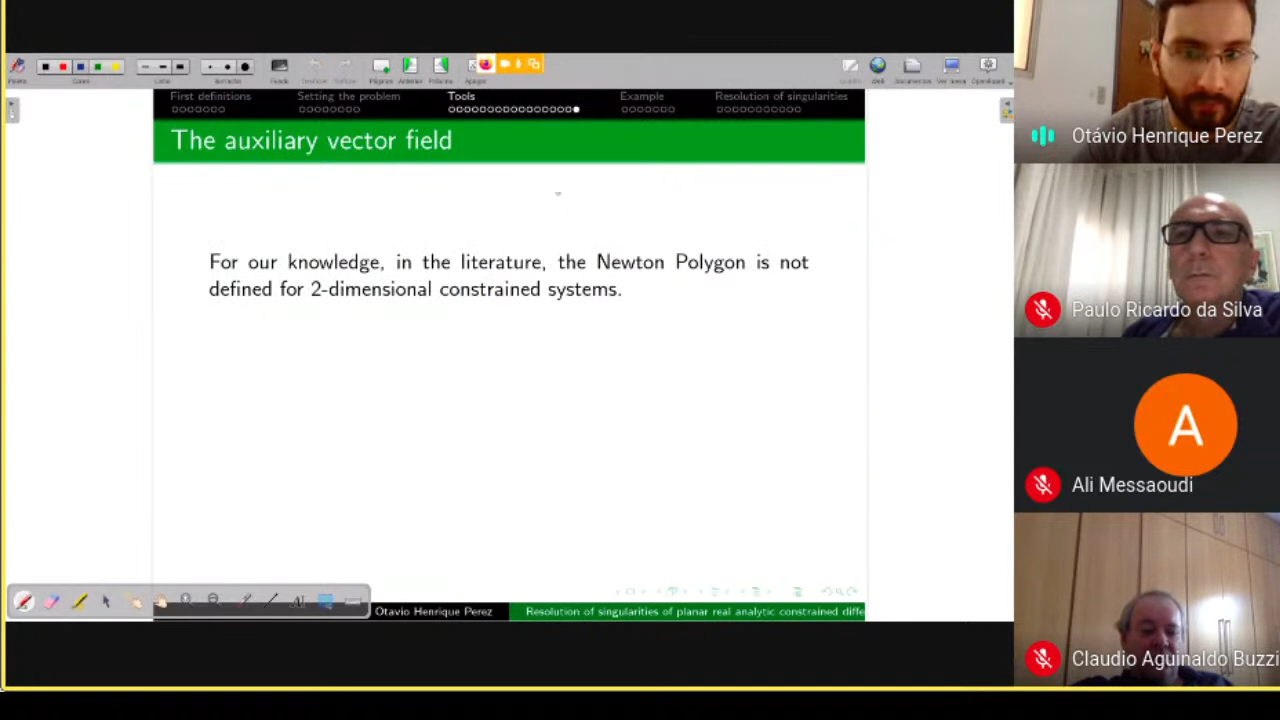 First definitions
Setting the problem
Tools
Example
Resolution of singularities
The auxiliary vector field
For our knowledge, in the literature, the Newton Polygon is not
defined for 2-dimensional constrained systems.
Otavio Henrique Perez
Resolution of singularities of planar real analytic constrained diffe
Otávio Henrique Perez
Paulo Ricardo da Silva
A
Ali Messaoudi
Claudio Aguinaldo Buzzi